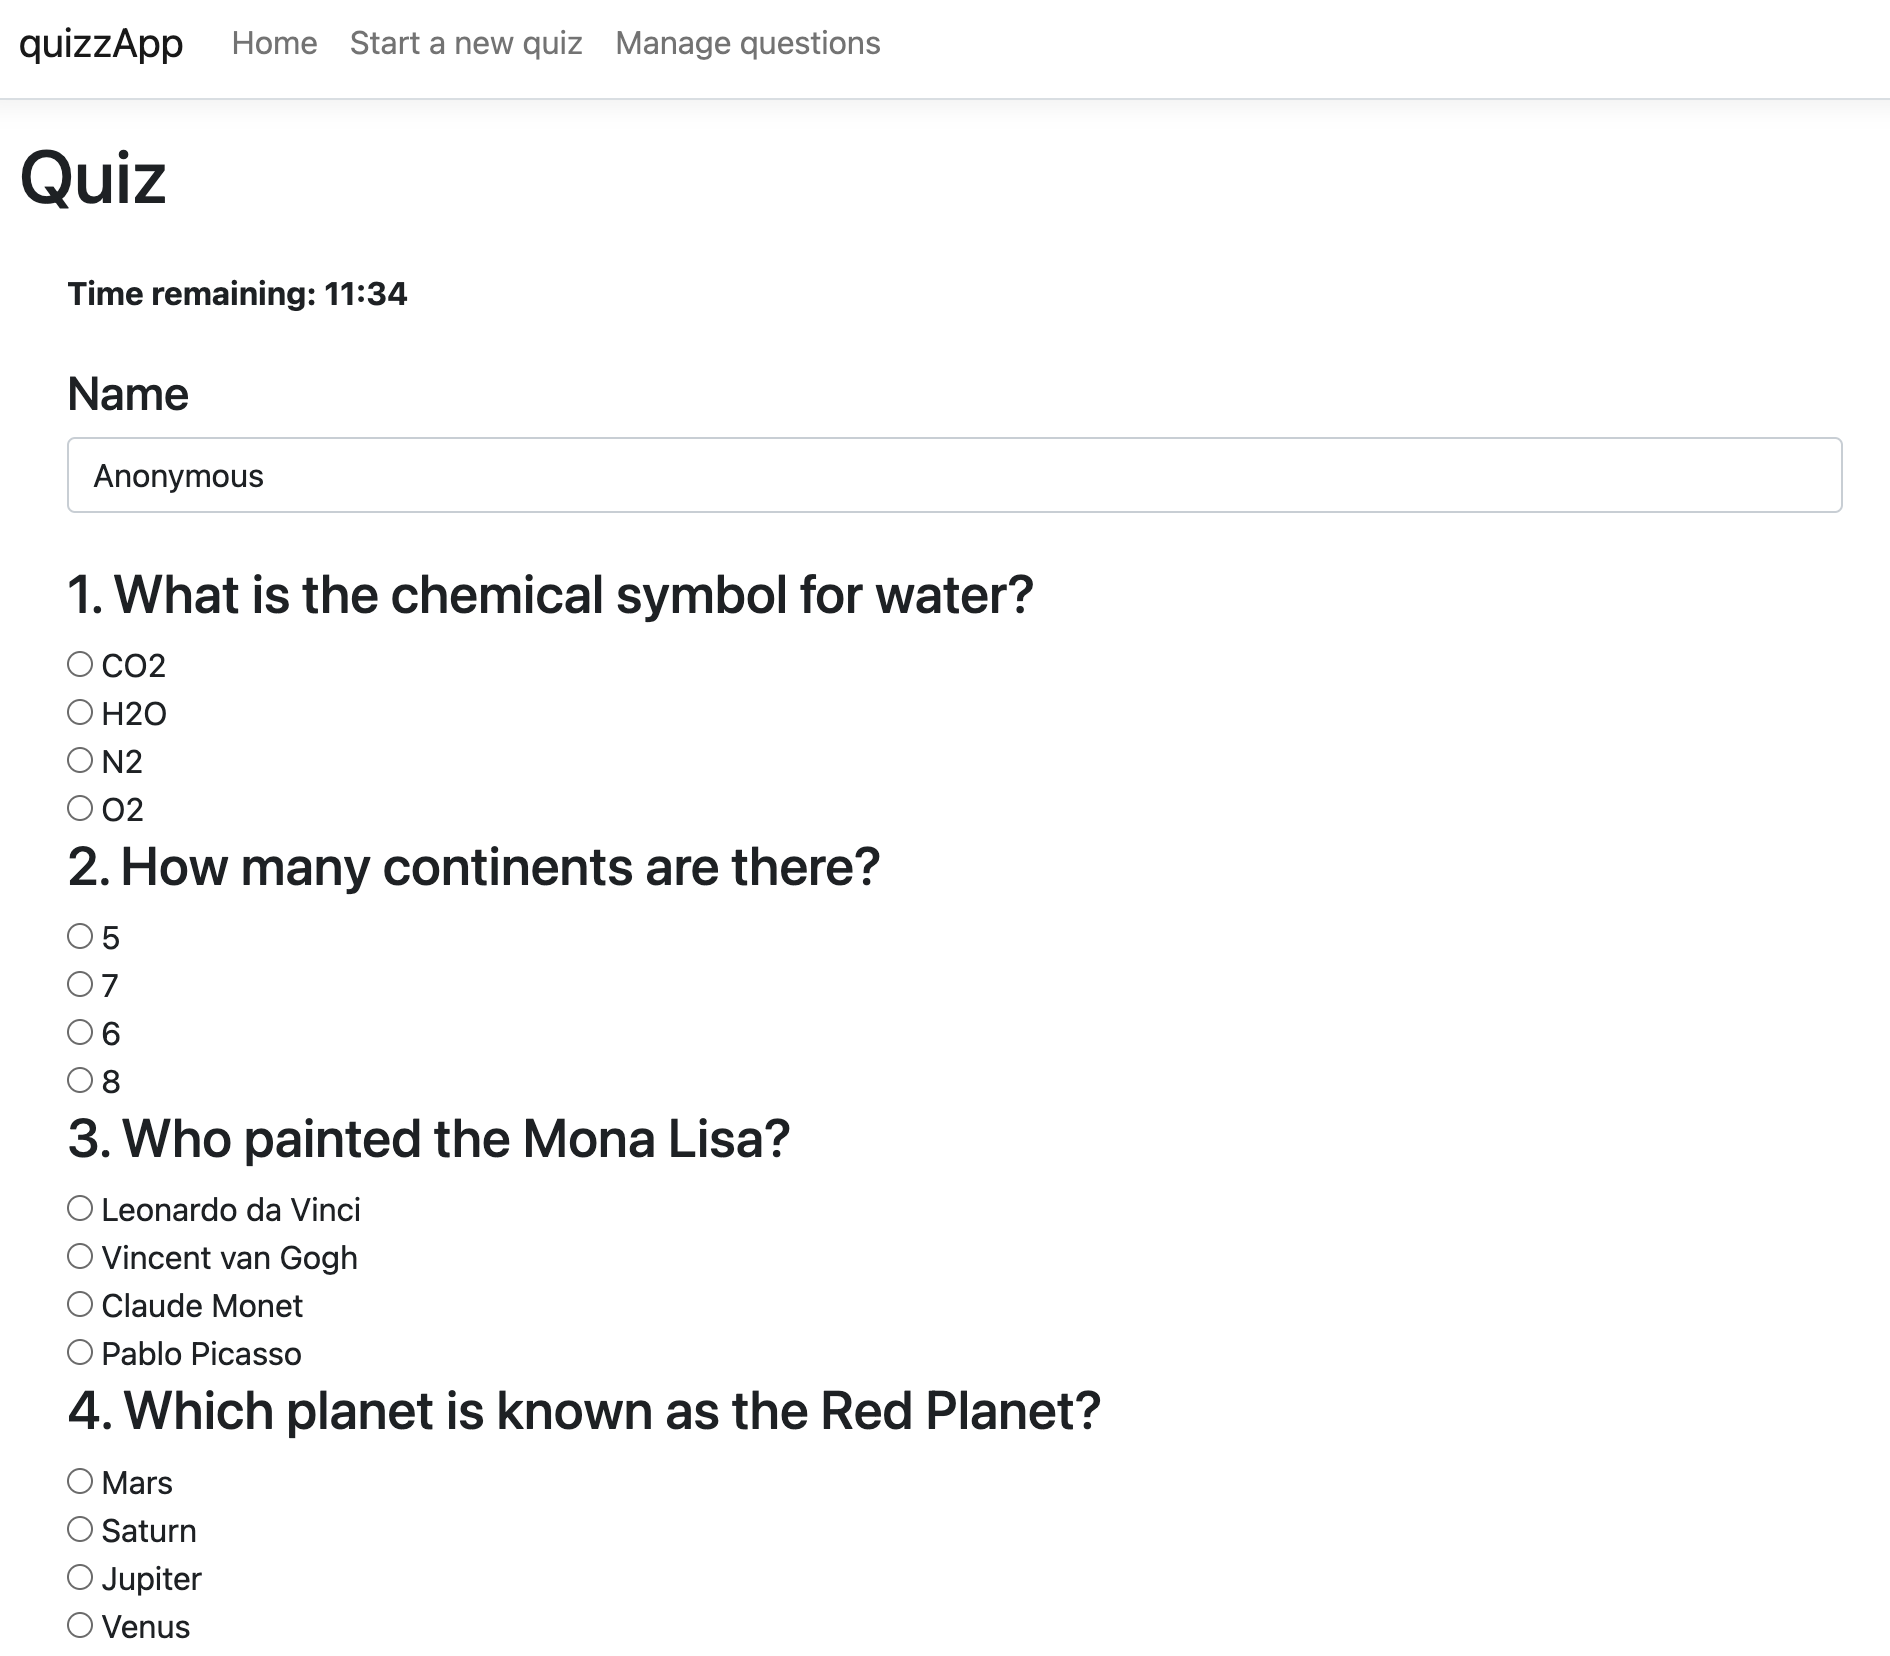 quizzApp Home Start a new quiz Manage questions
Quiz
Time remaining: 11:34
Name
Anonymous
1. What is the chemical symbol for water?
CO2
H2O
N2
O2
2. How many continents are there?
5
7
6
8
3. Who painted the Mona Lisa?
Leonardo da Vinci
Vincent van Gogh
Claude Monet
Pablo Picasso
4. Which planet is known as the Red Planet?
Mars
Saturn
Jupiter
Venus